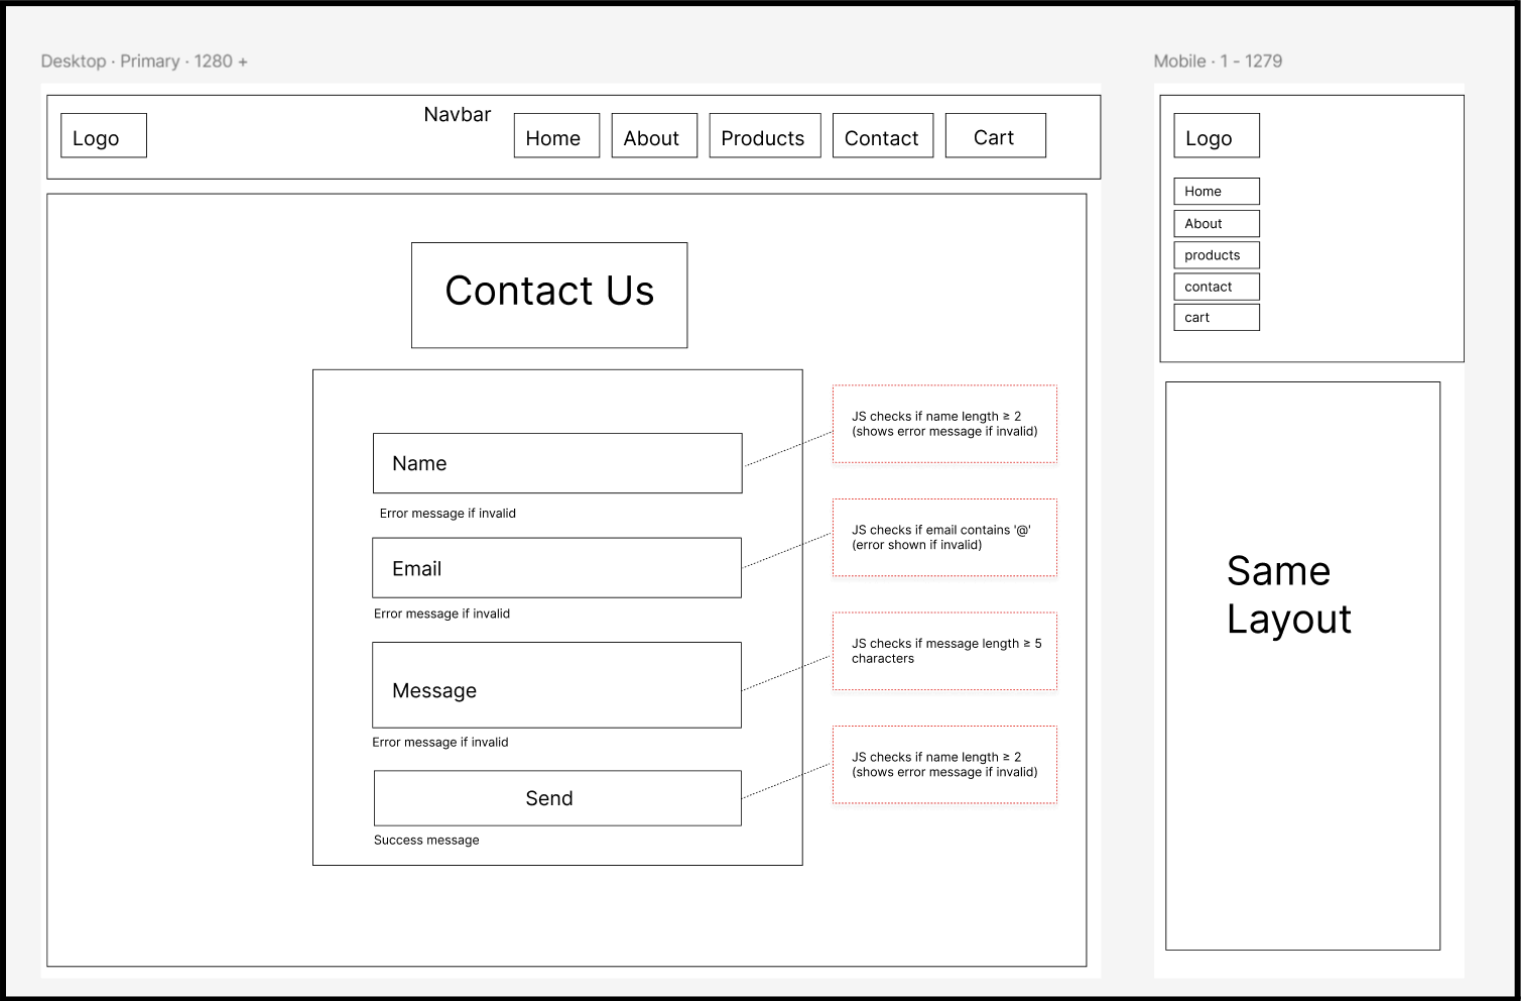 Desktop · Primary · 1280 +
Logo
Navbar
Home
About
Products
Contact
Cart
Contact Us
Name
Error message if invalid
Email
Error message if invalid
Message
Error message if invalid
Send
Success message
JS checks if name length ≥ 2
(shows error message if invalid)
JS checks if email contains '@'
(error shown if invalid)
JS checks if message length ≥ 5
characters
JS checks if name length ≥ 2
(shows error message if invalid)
Mobile · 1 - 1279
Logo
Home
About
products
contact
cart
Same
Layout